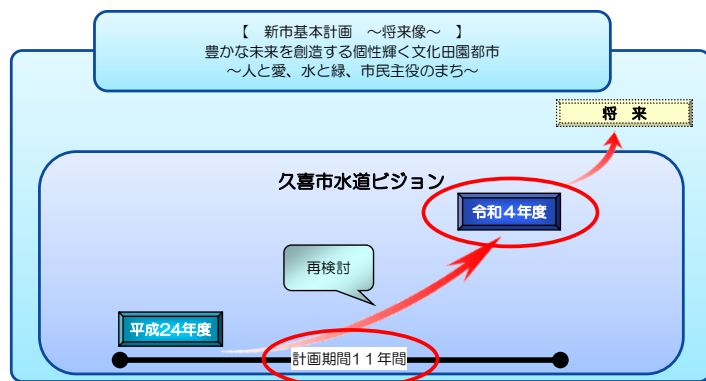 【　新市基本計画　～将来像～　】
豊かな未来を創造する個性輝く文化田園都市
～人と愛、水と緑、市民主役のまち～
将　来
久喜市水道ビジョン
令和４年度
再検討
平成24年度
計画期間１１年間